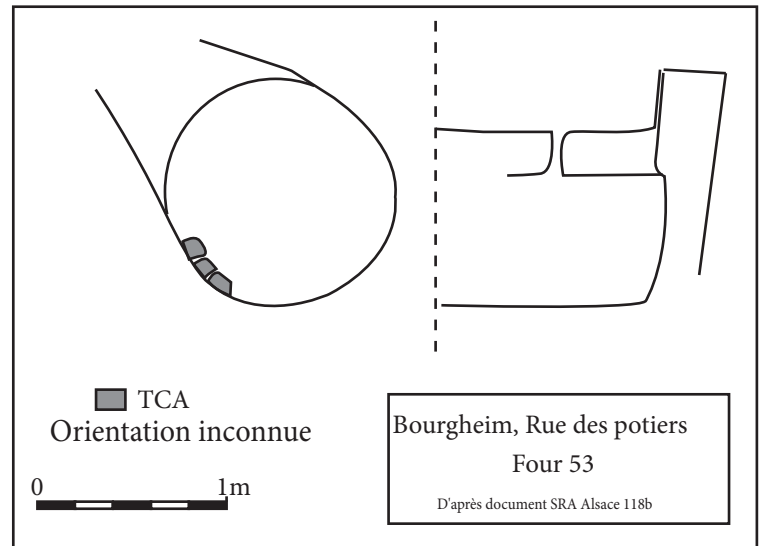 TCA
Orientation inconnue
0 1m
Bourgheim, Rue des potiers
Four 53
D'après document SRA Alsace 118b